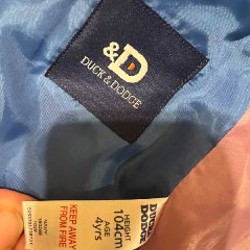 &D
DUCK & DODGE
DUCK &
DODGE
HEIGHT
104cm
AGE
4yrs
KEEP AWAY
FROM FIRE